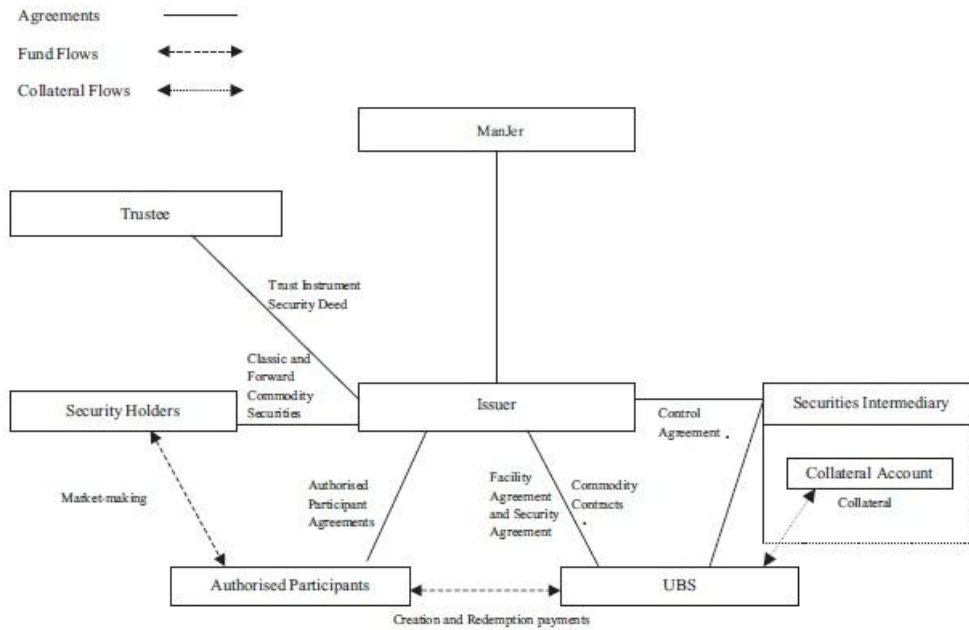 Agreements
Fund Flows
Collateral Flows
ManJer
Trustee
Trust Instrument
Security Deed
Classic and
Forward
Commodity
Securities
Security Holders
Issuer
Securities Intermediary
Control
Agreement
Collateral Account
Collateral
Market-making
Authorised
Participant
Agreements
Facility
Agreement
and Security
Agreement
Commodity
Contracts
Authorised Participants
UBS
Creation and Redemption payments